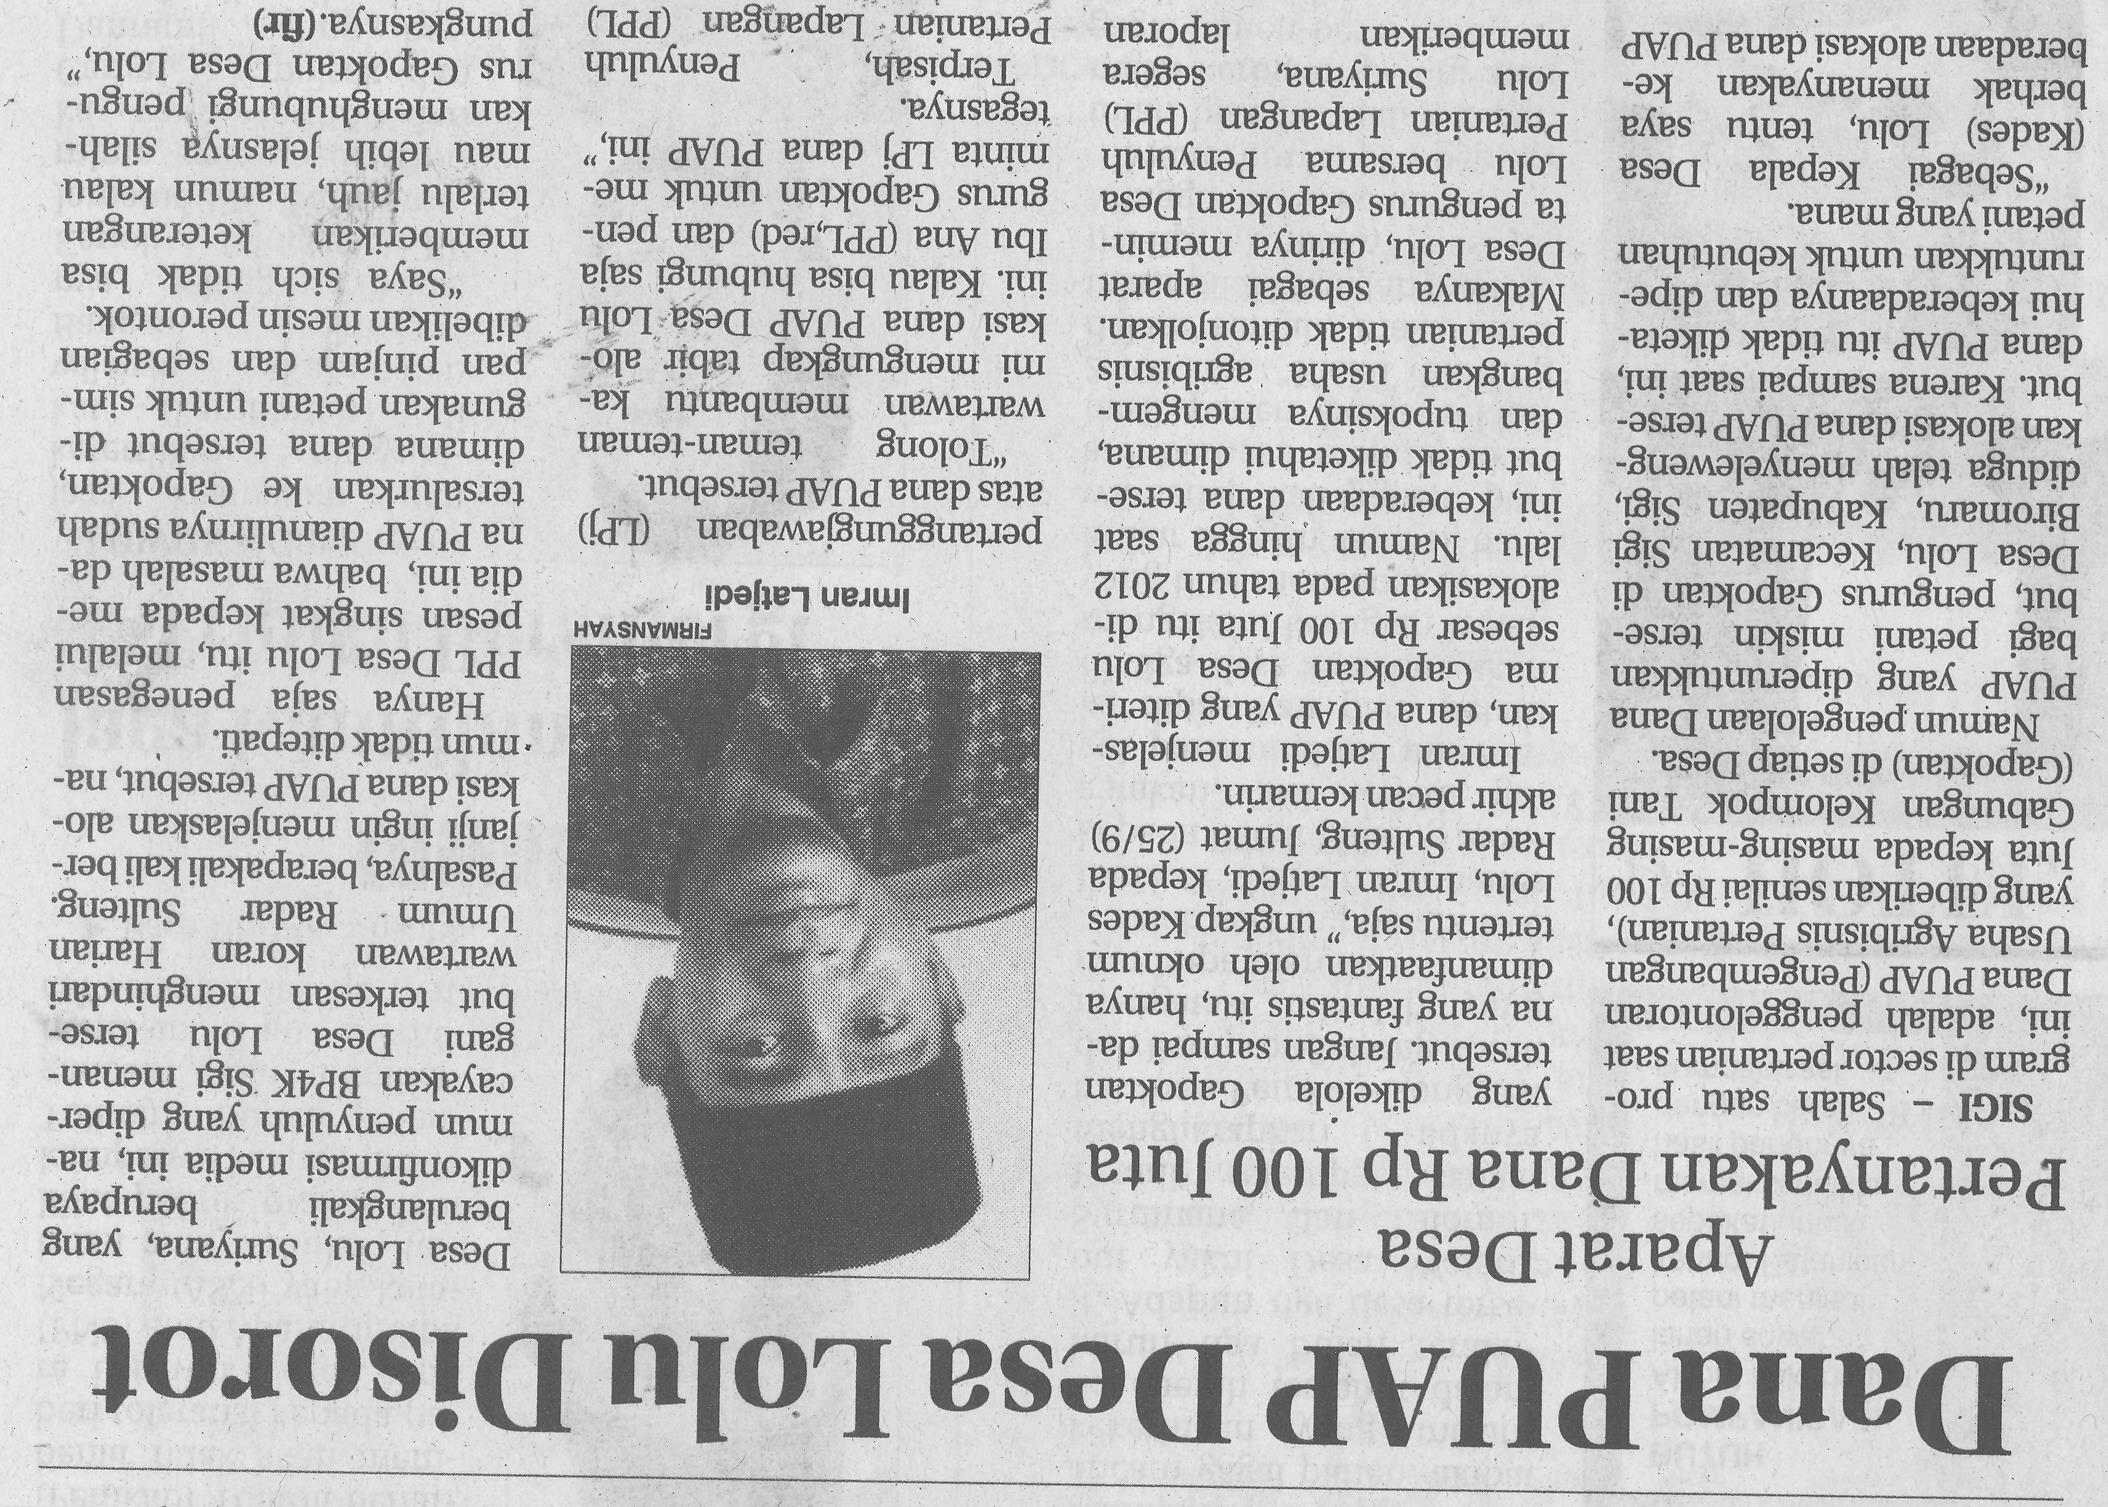 Dana PUAP Desa Lolu Disorot
Aparat Desa
Pertanyakan Dana Rp 100 Juta
SIGI – Salah satu pro-
gram di sector pertanian saat
ini, adalah penggelontoran
Dana PUAP (Pengembangan
Usaha Agribisnis Pertanian),
yang diberikan senilai Rp 100
Juta kepada masing-masing
Gabungan Kelompok Tani
(Gapoktan) di setiap Desa.
Namun pengelolaan Dana
PUAP yang diperuntukkan
bagi petani miskin terse-
but, pengurus Gapoktan di
Desa Lolu, Kecamatan Sigi
Biromaru, Kabupaten Sigi,
diduga telah menyeleweng-
kan alokasi dana PUAP terse-
but. Karena sampai saat ini,
dana PUAP itu tidak diketa-
hui keberadaanya dan dipe-
runtukkan untuk kebutuhan
petani yang mana.
“Sebagai Kepala Desa
(Kades) Lolu, tentu saya
berhak menanyakan ke-
beradaan alokasi dana PUAP
yang dikelola Gapoktan
tersebut. Jangan sampai da-
na yang fantastis itu, hanya
dimanfaatkan oleh oknum
tertentu saja,” ungkap Kades
Lolu, Imran Latjedi, kepada
Radar Sulteng, Jumat (25/9)
akhir pecan kemarin.
Imran Latjedi menjelas-
kan, dana PUAP yang diteri-
ma Gapoktan Desa Lolu
sebesar Rp 100 Juta itu di-
alokasikan pada tahun 2012
lalu. Namun hingga saat
ini, keberadaan dana terse-
but tidak diketahui dimana,
dan tupoksinya mengem-
bangkan usaha agribisnis
pertanian tidak ditonjolkan.
Makanya sebagai aparat
Desa Lolu, dirinya memin-
ta pengurus Gapoktan Desa
Lolu bersama Penyuluh
Pertanian Lapangan (PPL)
Lolu Suriyana, segera
memberikan laporan
FIRMANSYAH
Imran Latjedi
pertanggungjawaban (LPj)
atas dana PUAP tersebut.
“Tolong teman-teman
wartawan membantu ka-
mi mengungkap tabir alo-
kasi dana PUAP Desa Lolu
ini. Kalau bisa hubungi saja
Ibu Ana (PPL,red) dan pen-
gurus Gapoktan untuk me-
minta LPj dana PUAP ini,”
tegasnya.
Terpisah, Penyuluh
Pertanian Lapangan (PPL)
Desa Lolu, Suriyana, yang
berulangkali berupaya
dikonfirmasi media ini, na-
mun penyuluh yang diper-
cayakan BP4K Sigi menan-
gani Desa Lolu terse-
but terkesan menghindari
wartawan koran Harian
Umum Radar Sulteng.
Pasalnya, berapakali kali ber-
janji ingin menjelaskan alo-
kasi dana PUAP tersebut, na-
mun tidak ditepati.
Hanya saja penegasan
PPL Desa Lolu itu, melalui
pesan singkat kepada me-
dia ini, bahwa masalah da-
na PUAP dianulirnya sudah
tersalurkan ke Gapoktan,
dimana dana tersebut di-
gunakan petani untuk sim-
pan pinjam dan sebagian
dibelikan mesin perontok.
“Saya sich tidak bisa
memberikan keterangan
terlalu jauh, namun kalau
mau lebih jelasnya silah-
kan menghubungi pengu-
rus Gapoktan Desa Lolu,”
pungkasnya. (fir)